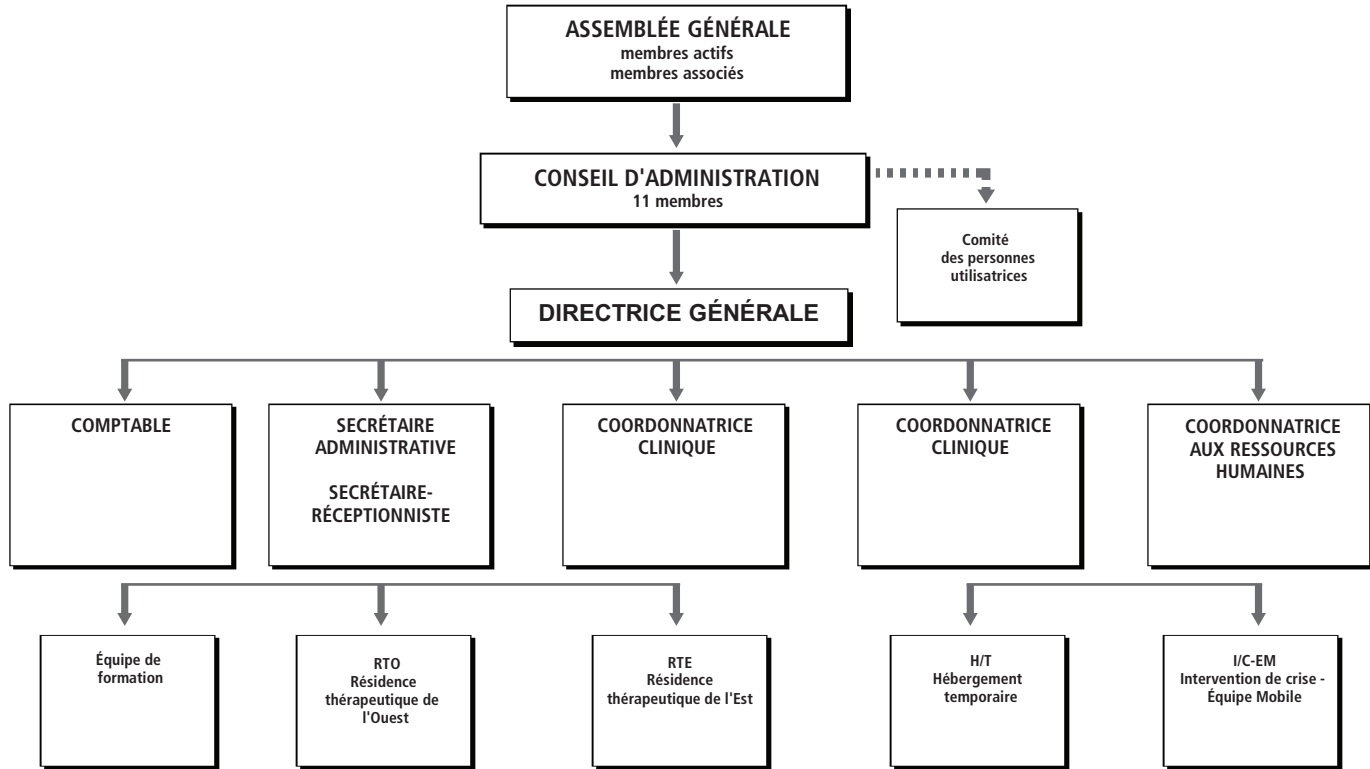 ASSEMBLÉE GÉNÉRALE
membres actifs
membres associés
CONSEIL D'ADMINISTRATION
11 membres
Comité
des personnes
utilisatrices
DIRECTRICE GÉNÉRALE
COMPTABLE
SECRÉTAIRE
ADMINISTRATIVE
SECRÉTAIRE-
RÉCEPTIONNISTE
COORDONNATRICE
CLINIQUE
COORDONNATRICE
CLINIQUE
COORDONNATRICE
AUX RESSOURCES
HUMAINES
Équipe de
formation
RTO
Résidence
thérapeutique de
l'Ouest
RTE
Résidence
thérapeutique de l'Est
H/T
Hébergement
temporaire
I/C-EM
Intervention de crise -
Équipe Mobile